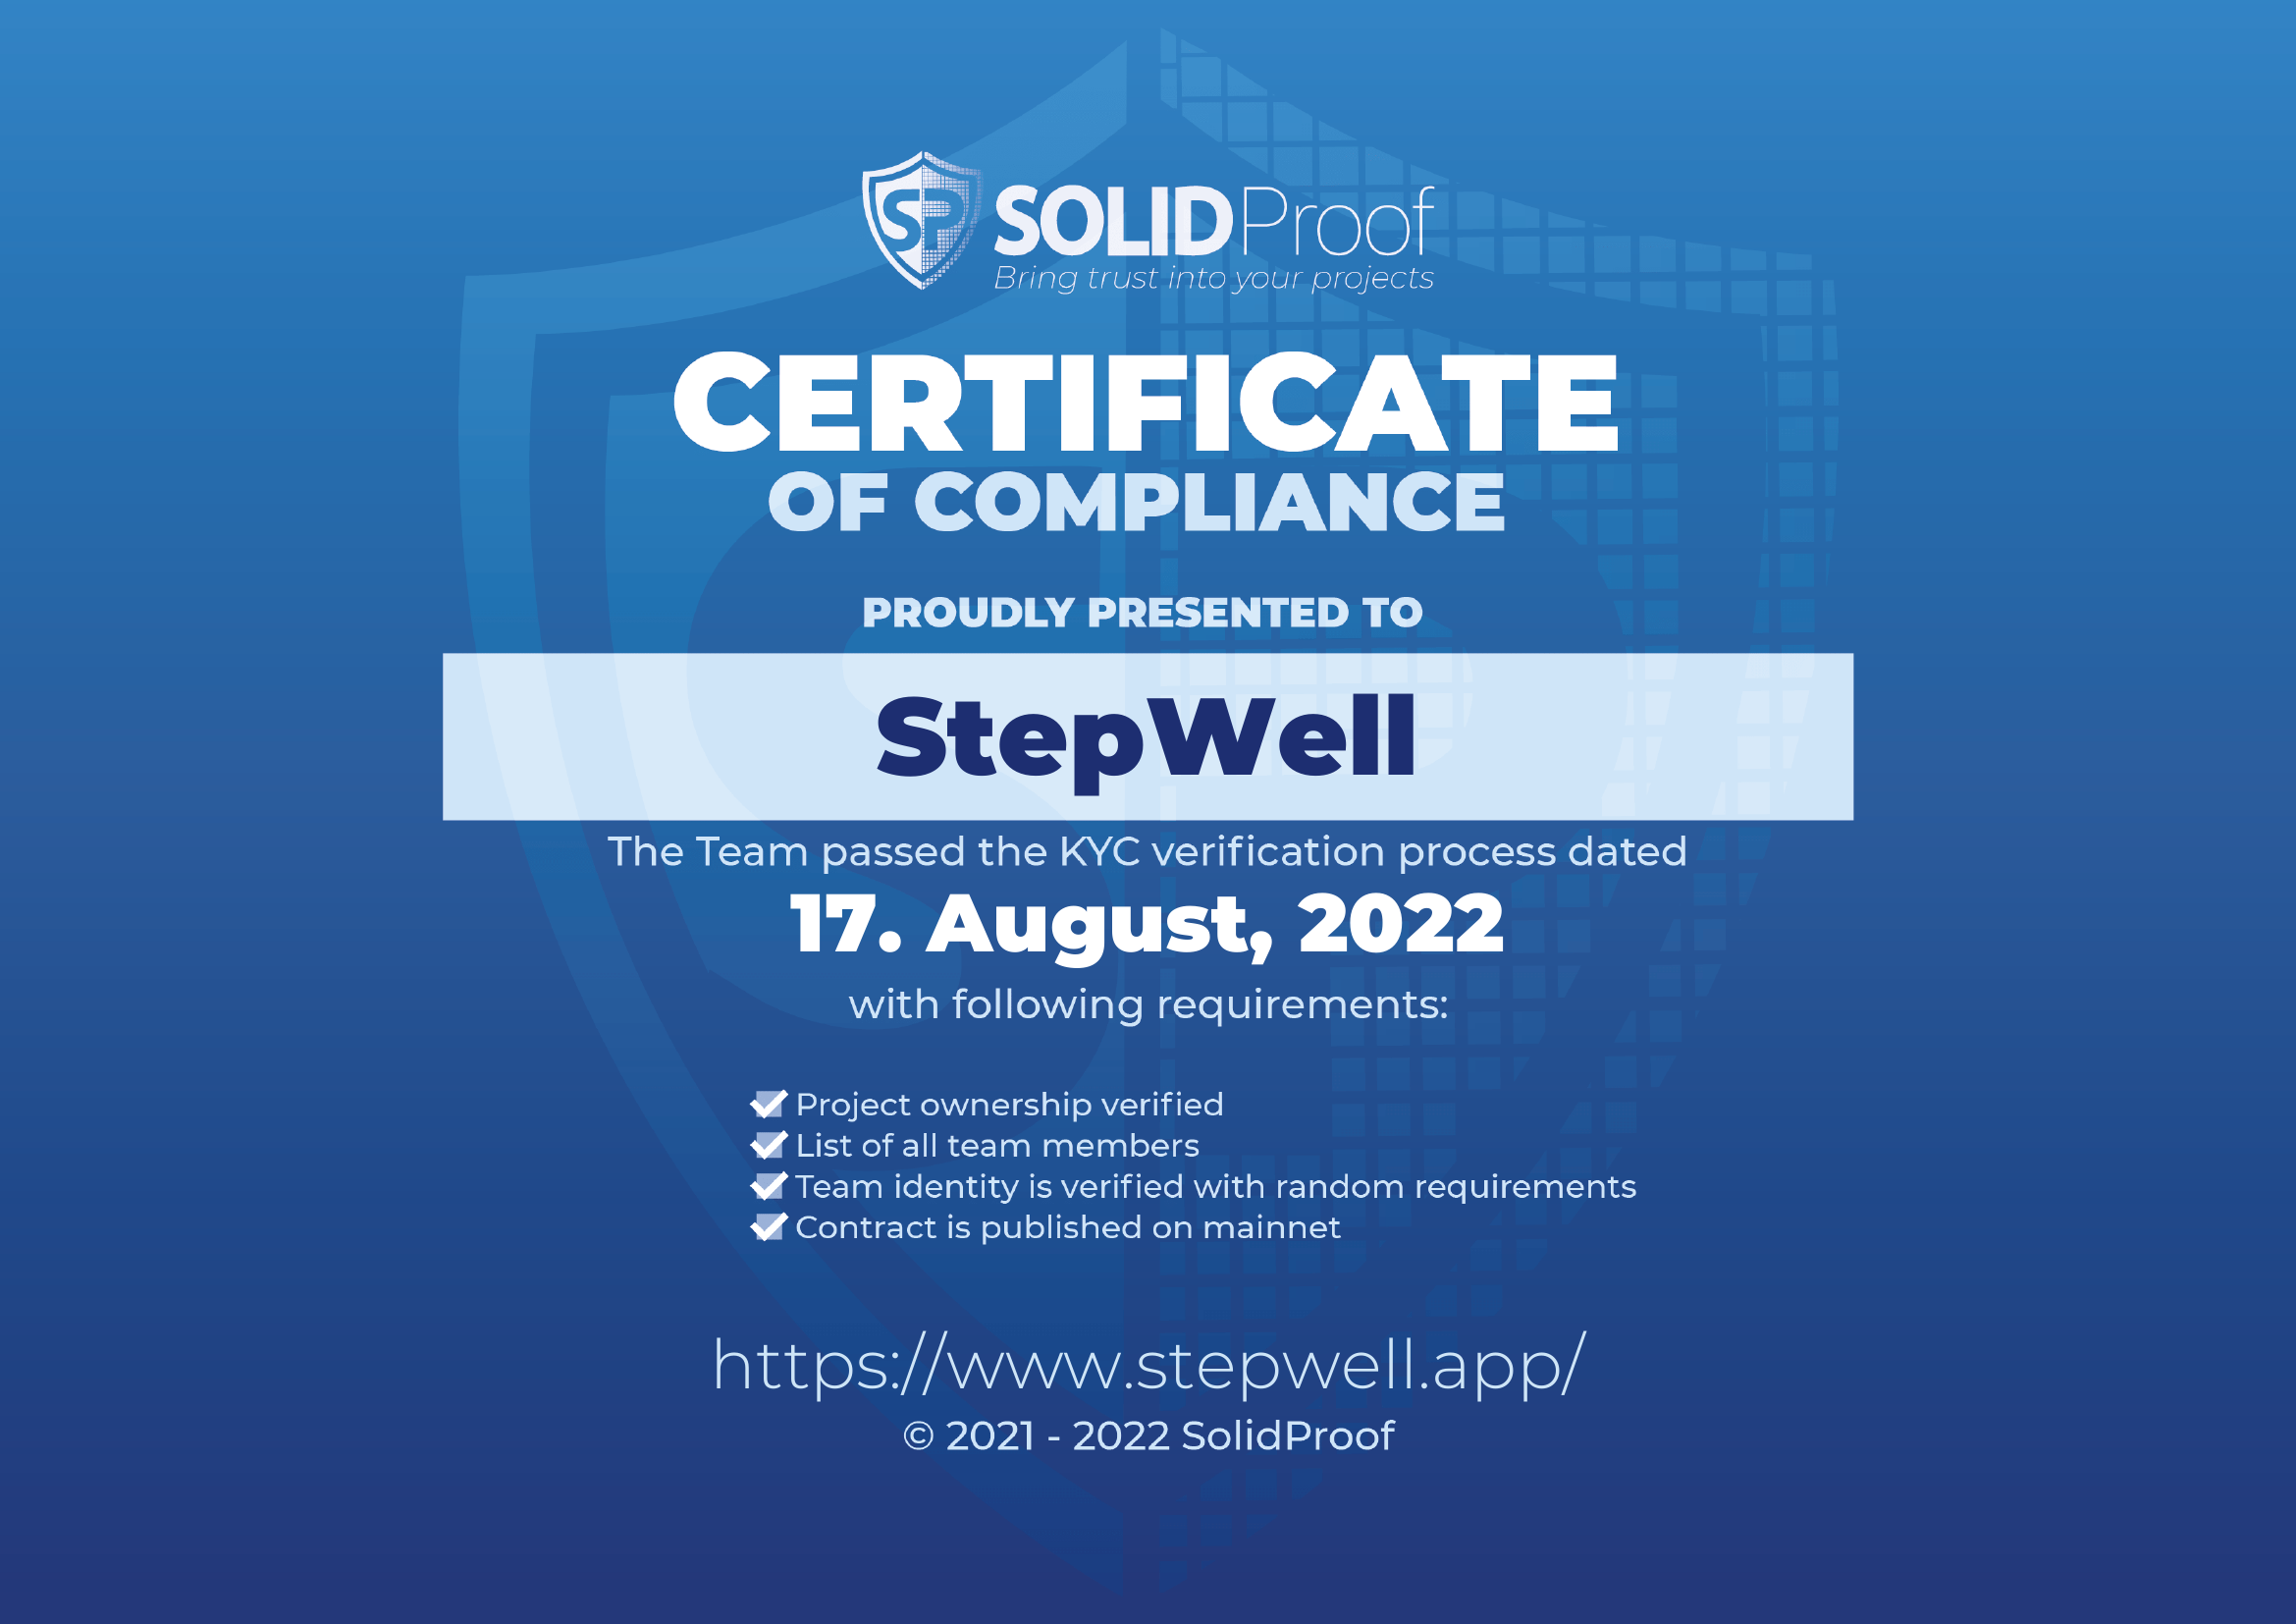 SP SOLIDProof
Bring trust into your projects
CERTIFICATE
OF COMPLIANCE
PROUDLY PRESENTED TO
StepWell
The Team passed the KYC verification process dated
17. August, 2022
with following requirements:
Project ownership verified
List of all team members
Team identity is verified with random requirements
Contract is published on mainnet
https://www.stepwell.app/
© 2021 - 2022 SolidProof